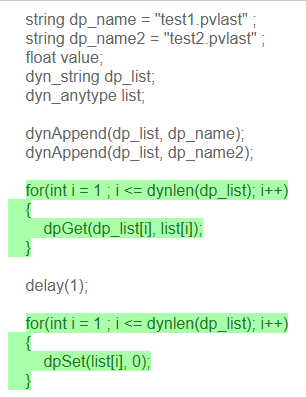 string dp_name = "test1.pvlast" ;
string dp_name2 = "test2.pvlast" ;
float value;
dyn_string dp_list;
dyn_anytype list;
dynAppend(dp_list, dp_name);
dynAppend(dp_list, dp_name2);
for(int i = 1 ; i <= dynlen(dp_list); i++)
{
dpGet(dp_list[i], list[i]);
}
delay(1);
for(int i = 1 ; i <= dynlen(dp_list); i++)
{
dpSet(list[i], 0);
}